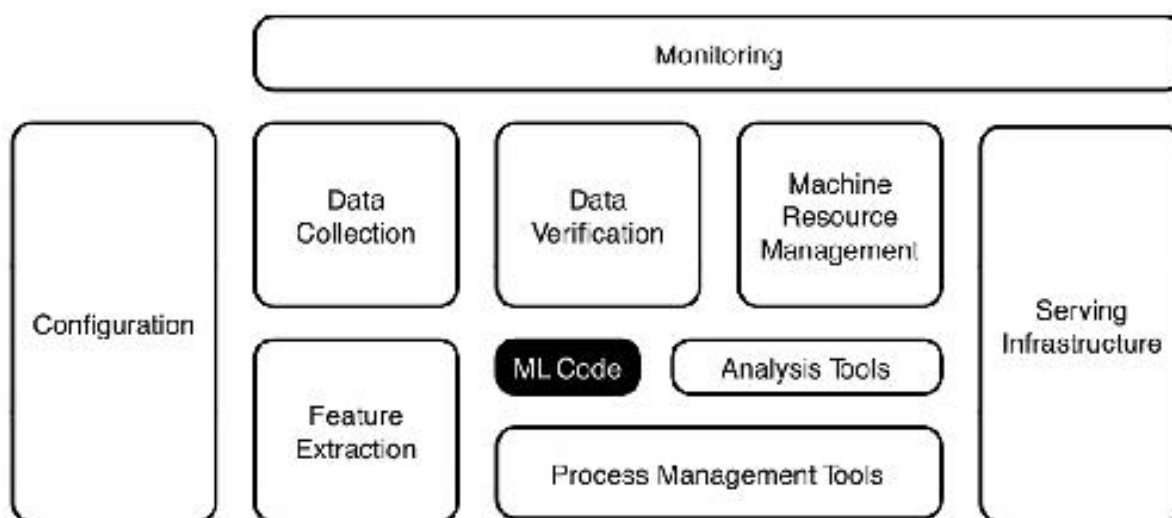 Monitoring
Configuration
Data
Collection
Data
Verification
Machine
Resource
Management
Serving
Infrastructure
Feature
Extraction
ML Code
Analysis Tools
Process Management Tools